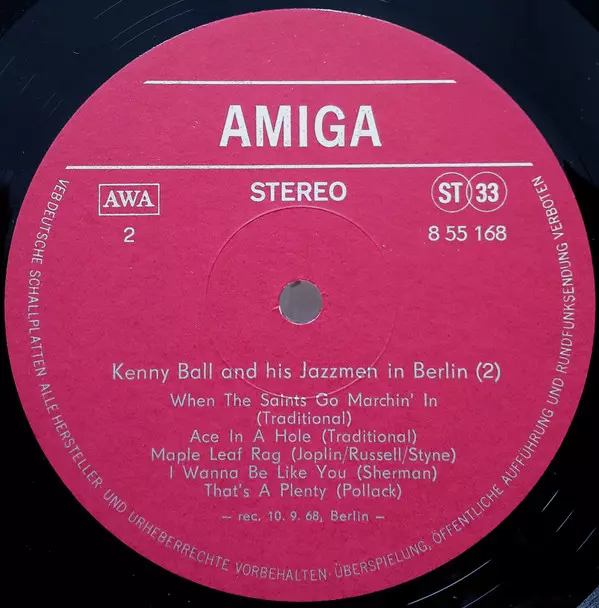 AMIGA
AWA
STEREO
ST 33
2
8 55 168
Kenny Ball and his Jazzmen in Berlin (2)
When The Saints Go Marchin' In
(Traditional)
Ace In A Hole (Traditional)
Maple Leaf Rag (Joplin/Russell/Styne)
I Wanna Be Like You (Sherman)
That's A Plenty (Pollack)
– rec. 10. 9. 68, Berlin –
VEB DEUTSCHE SCHALLPLATTEN ALLE HERSTELLER- UND URHEBERRECHTE VORBEHALTEN · ÜBERSPIELUNG, ÖFFENTLICHE AUFFÜHRUNG UND RUNDFUNKSENDUNG VERBOTEN